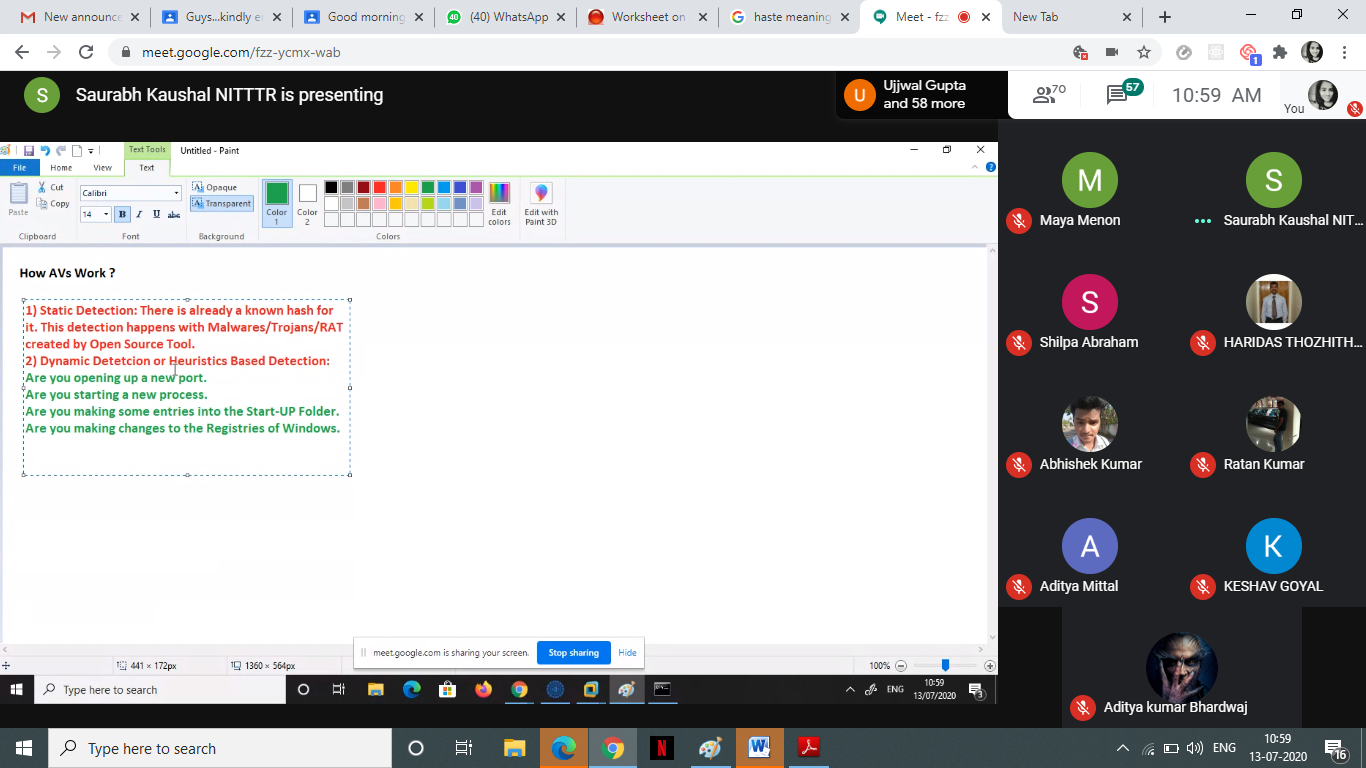 New announce
Guys...kindly e
Good morning
(40) WhatsApp
Worksheet on
haste meaning
Meet - fzz
New Tab
meet.google.com/fzz-ycmx-wab
1
S
Saurabh Kaushal NITTTR is presenting
U
Ujjwal Gupta
and 58 more
70
57
10:59 AM
You
Text Tools
Untitled - Paint
File
Home
View
Text
Paste
Cut
Copy
Clipboard
Calibri
14
B
I
U
abc
Font
Opaque
Transparent
Background
Color
1
Color
2
Edit
colors
Colors
Edit with
Paint 3D
How AVs Work ?
1) Static Detection: There is already a known hash for
it. This detection happens with Malwares/Trojans/RAT
created by Open Source Tool.
2) Dynamic Detetcion or Heuristics Based Detection:
Are you opening up a new port.
Are you starting a new process.
Are you making some entries into the Start-UP Folder.
Are you making changes to the Registries of Windows.
meet.google.com is sharing your screen.
Stop sharing
Hide
441 × 172px
1360 × 564px
100%
Type here to search
ENG
10:59
13/07/2020
3
M
Maya Menon
S
Saurabh Kaushal NIT...
S
Shilpa Abraham
HARIDAS THOZHITH...
Abhishek Kumar
Ratan Kumar
A
Aditya Mittal
K
KESHAV GOYAL
Aditya kumar Bhardwaj
Type here to search
N
W
ENG
10:59
13-07-2020
16